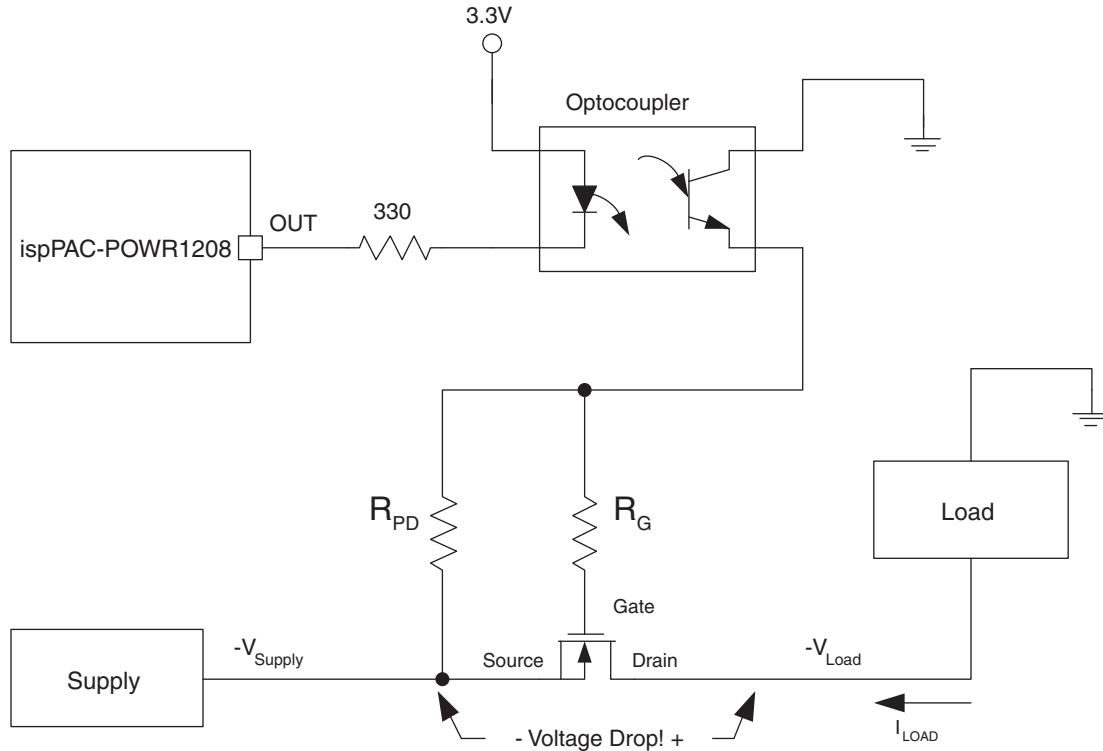 3.3V
Optocoupler
OUT
330
ispPAC-POWR1208
R_PD
R_G
Load
Gate
-V_Supply
Source
Drain
-V_Load
Supply
I_LOAD
- Voltage Drop! +